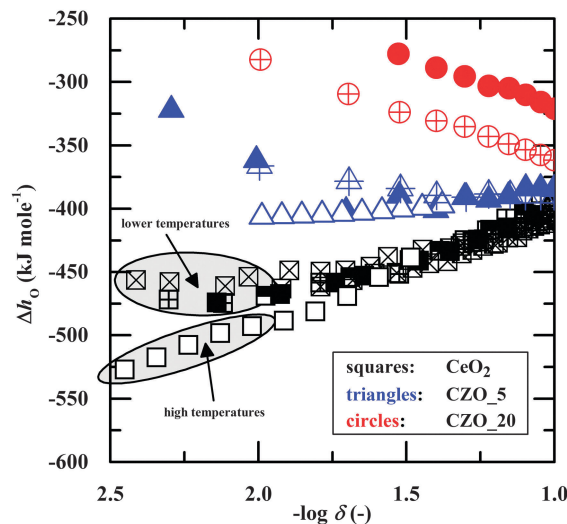 -250
-300
-350
-400
-450
-500
-550
-600
Δh_O (kJ mole⁻¹)
lower temperatures
high temperatures
squares: CeO₂
triangles: CZO_5
circles: CZO_20
2.5 2.0 1.5 1.0
-log δ (-)